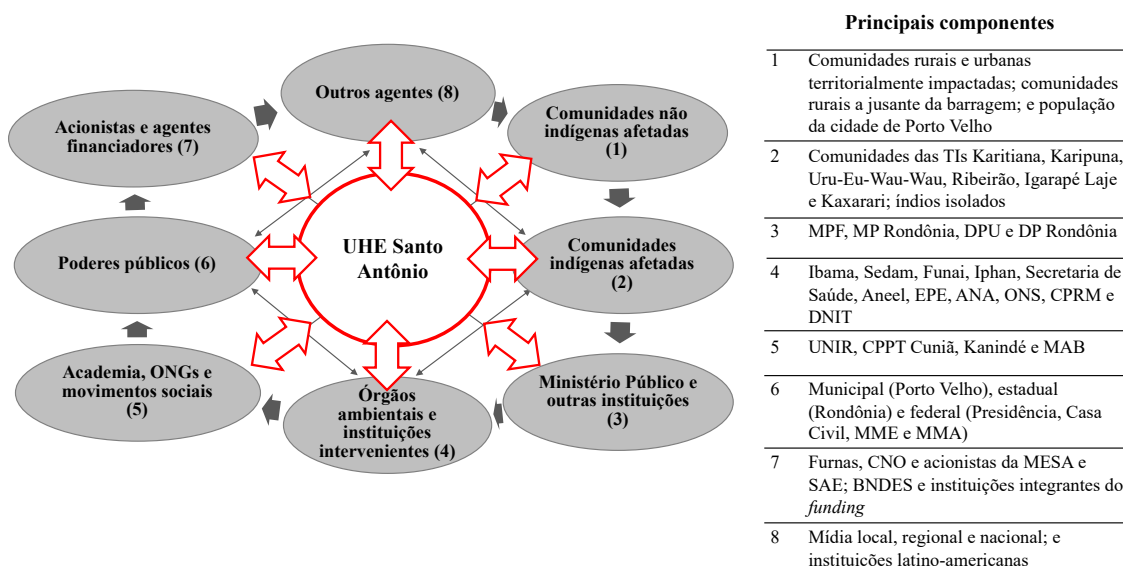 Outros agentes (8)
Comunidades não
indígenas afetadas
(1)
Comunidades
indígenas afetadas
(2)
Ministério Público e
outras instituições
(3)
Órgãos
ambientais e
instituições
intervenientes (4)
Academia, ONGs e
movimentos sociais
(5)
Poderes públicos (6)
Acionistas e agentes
financiadores (7)
UHE Santo
Antônio
Principais componentes
1 Comunidades rurais e urbanas
territorialmente impactadas; comunidades
rurais a jusante da barragem; e população
da cidade de Porto Velho
2 Comunidades das TIs Karitiana, Karipuna,
Uru-Eu-Wau-Wau, Ribeirão, Igarapé Laje
e Kaxarari; índios isolados
3 MPF, MP Rondônia, DPU e DP Rondônia
4 Ibama, Sedam, Funai, Iphan, Secretaria de
Saúde, Aneel, EPE, ANA, ONS, CPRM e
DNIT
5 UNIR, CPPT Cuniã, Kanindé e MAB
6 Municipal (Porto Velho), estadual
(Rondônia) e federal (Presidência, Casa
Civil, MME e MMA)
7 Furnas, CNO e acionistas da MESA e
SAE; BNDES e instituições integrantes do
funding
8 Mídia local, regional e nacional; e
instituições latino-americanas